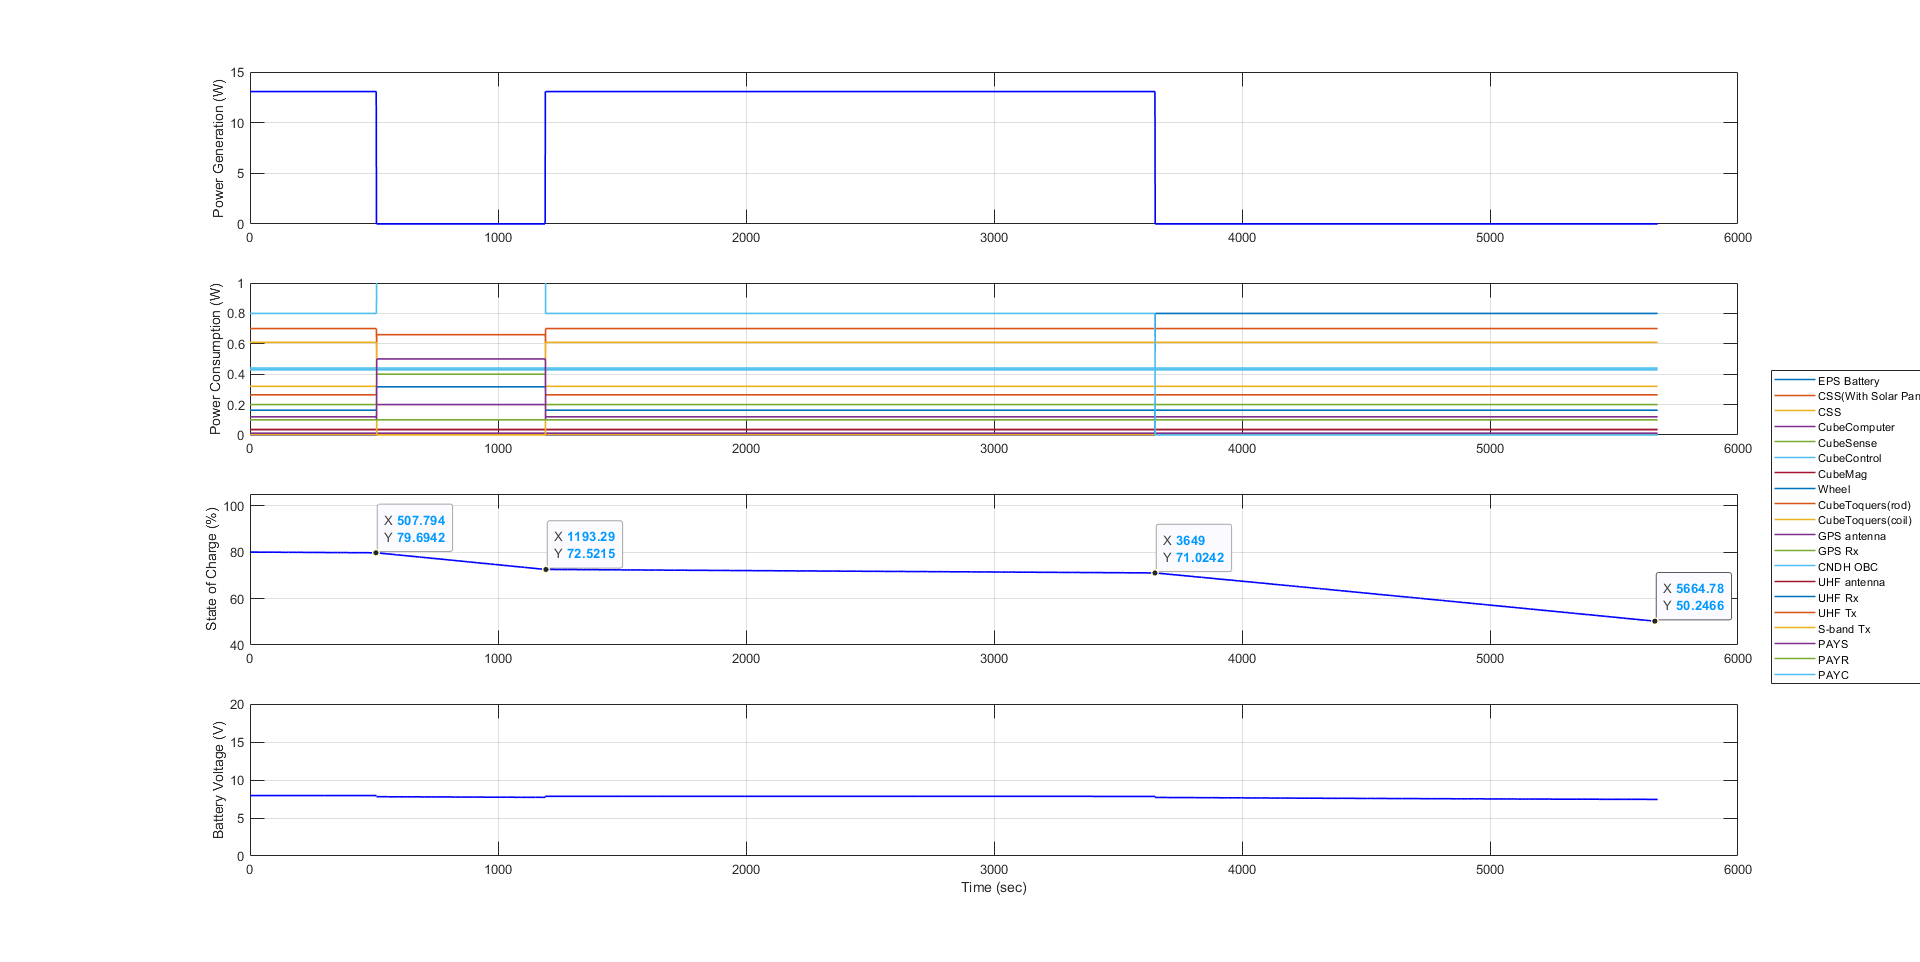 Power Generation (W)
15
10
5
0
0 1000 2000 3000 4000 5000 6000
Power Consumption (W)
1
0.8
0.6
0.4
0.2
0
0 1000 2000 3000 4000 5000 6000
EPS Battery
CSS(With Solar Pan
CSS
CubeComputer
CubeSense
CubeControl
CubeMag
Wheel
CubeToquers(rod)
CubeToquers(coil)
GPS antenna
GPS Rx
CNDH OBC
UHF antenna
UHF Rx
UHF Tx
S-band Tx
PAYS
PAYR
PAYC
State of Charge (%)
100
80
60
40
X 507.794
Y 79.6942
X 1193.29
Y 72.5215
X 3649
Y 71.0242
X 5664.78
Y 50.2466
0 1000 2000 3000 4000 5000 6000
Battery Voltage (V)
20
15
10
5
0
0 1000 2000 3000 4000 5000 6000
Time (sec)